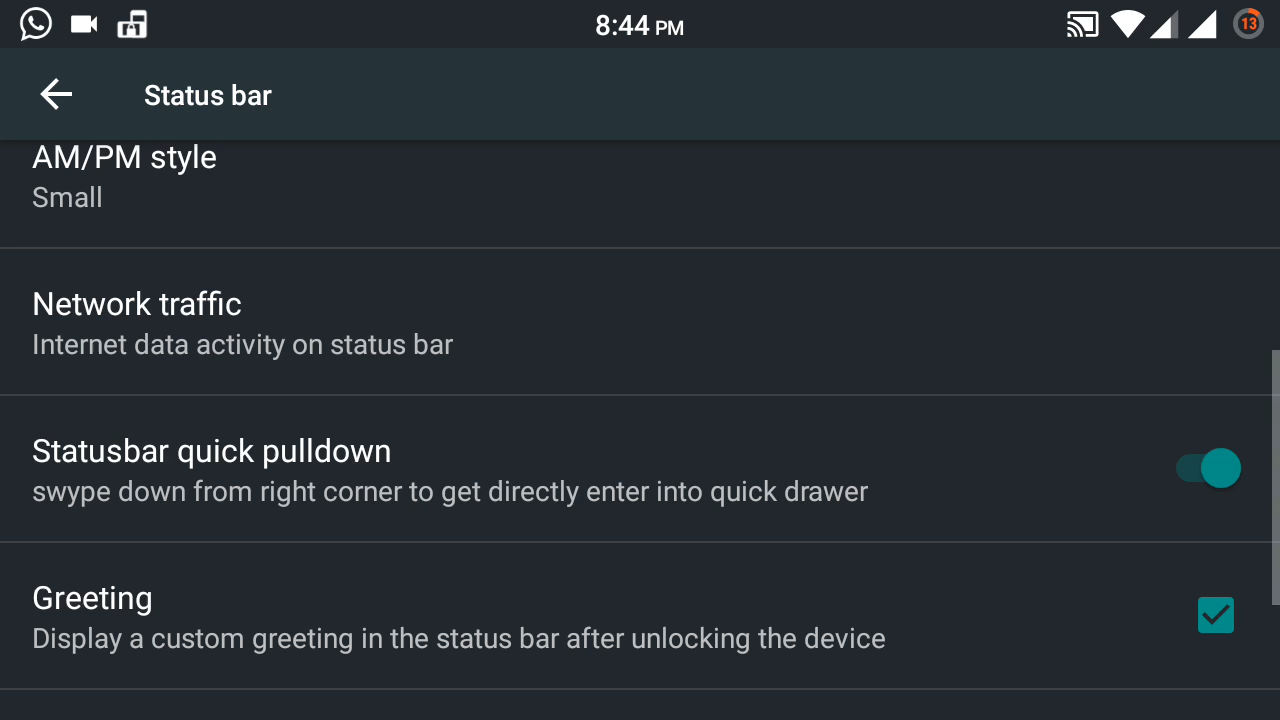 8:44 PM
13
Status bar
AM/PM style
Small
Network traffic
Internet data activity on status bar
Statusbar quick pulldown
swype down from right corner to get directly enter into quick drawer
Greeting
Display a custom greeting in the status bar after unlocking the device